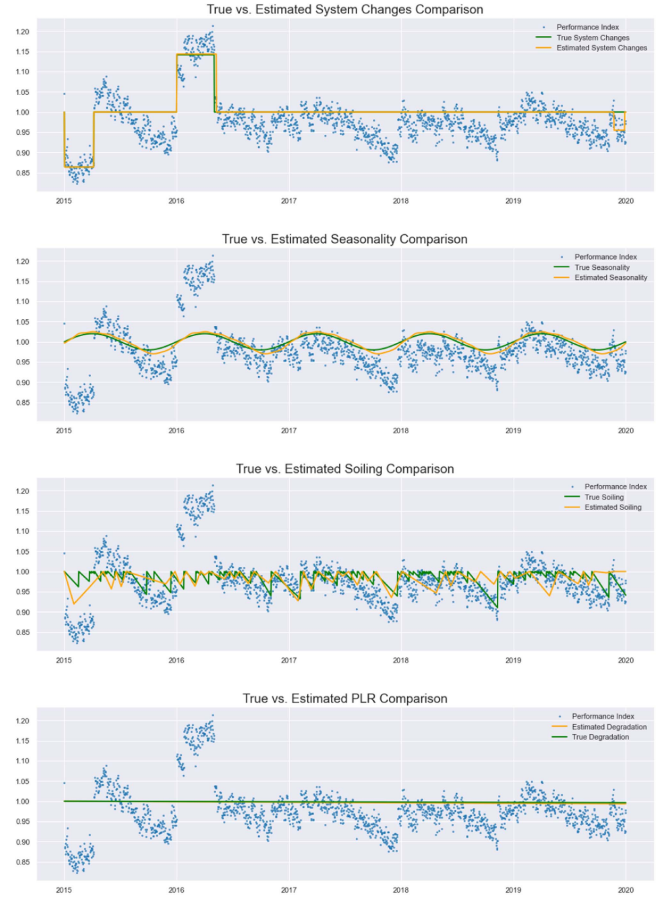 True vs. Estimated System Changes Comparison
1.20
1.15
1.10
1.05
1.00
0.95
0.90
0.85
Performance Index
True System Changes
Estimated System Changes
2015 2016 2017 2018 2019 2020
True vs. Estimated Seasonality Comparison
1.20
1.15
1.10
1.05
1.00
0.95
0.90
0.85
Performance Index
True Seasonality
Estimated Seasonality
2015 2016 2017 2018 2019 2020
True vs. Estimated Soiling Comparison
1.20
1.15
1.10
1.05
1.00
0.95
0.90
0.85
Performance Index
True Soiling
Estimated Soiling
2015 2016 2017 2018 2019 2020
True vs. Estimated PLR Comparison
1.20
1.15
1.10
1.05
1.00
0.95
0.90
0.85
Performance Index
Estimated Degradation
True Degradation
2015 2016 2017 2018 2019 2020